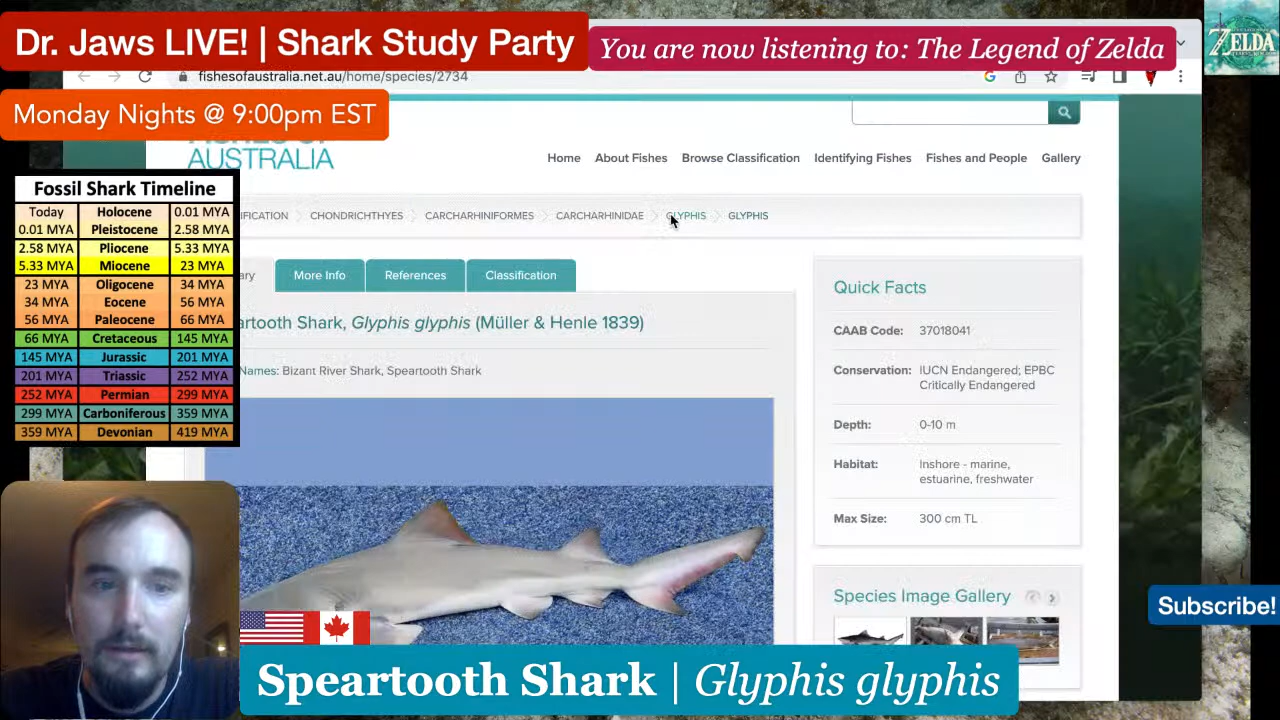 Dr. Jaws LIVE! | Shark Study Party
You are now listening to: The Legend of Zelda
ZELDA
fishesofaustralia.net.au/home/species/2734
Monday Nights @ 9:00pm EST
AUSTRALIA
Home About Fishes Browse Classification Identifying Fishes Fishes and People Gallery
IFICATION CHONDRICHTHYES CARCHARHINIFORMES CARCHARHINIDAE GLYPHIS GLYPHIS
Fossil Shark Timeline
Today Holocene 0.01 MYA
0.01 MYA Pleistocene 2.58 MYA
2.58 MYA Pliocene 5.33 MYA
5.33 MYA Miocene 23 MYA
23 MYA Oligocene 34 MYA
34 MYA Eocene 56 MYA
56 MYA Paleocene 66 MYA
66 MYA Cretaceous 145 MYA
145 MYA Jurassic 201 MYA
201 MYA Triassic 252 MYA
252 MYA Permian 299 MYA
299 MYA Carboniferous 359 MYA
359 MYA Devonian 419 MYA
ary More Info References Classification
artooth Shark, Glyphis glyphis (Müller & Henle 1839)
Names: Bizant River Shark, Speartooth Shark
Quick Facts
CAAB Code: 37018041
Conservation: IUCN Endangered; EPBC
Critically Endangered
Depth: 0-10 m
Habitat: Inshore - marine,
estuarine, freshwater
Max Size: 300 cm TL
Species Image Gallery
Subscribe!
Speartooth Shark | Glyphis glyphis